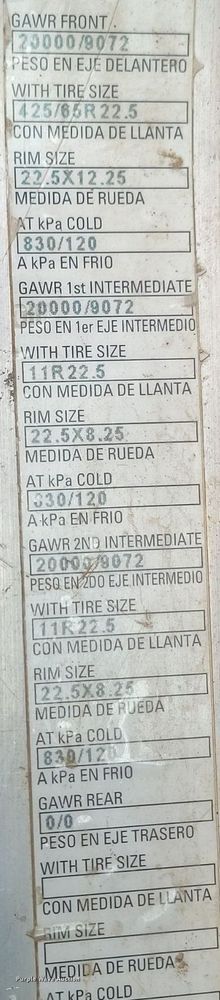 GAWR FRONT
20000/9072
PESO EN EJE DELANTERO
WITH TIRE SIZE
425/65R22.5
CON MEDIDA DE LLANTA
RIM SIZE
22.5X12.25
MEDIDA DE RUEDA
AT kPa COLD
830/120
A kPa EN FRIO
GAWR 1st INTERMEDIATE
20000/9072
PESO EN 1er EJE INTERMEDIO
WITH TIRE SIZE
11R22.5
CON MEDIDA DE LLANTA
RIM SIZE
22.5X8.25
MEDIDA DE RUEDA
AT kPa COLD
830/120
A kPa EN FRIO
GAWR 2ND INTERMEDIATE
20000/9072
PESO EN 2DO EJE INTERMEDIO
WITH TIRE SIZE
11R22.5
CON MEDIDA DE LLANTA
RIM SIZE
22.5X8.25
MEDIDA DE RUEDA
AT kPa COLD
830/120
A kPa EN FRIO
GAWR REAR
0/0
PESO EN EJE TRASERO
WITH TIRE SIZE
CON MEDIDA DE LLANTA
RIM SIZE
MEDIDA DE RUEDA
Purple Wave Auction
AT kPa COLD